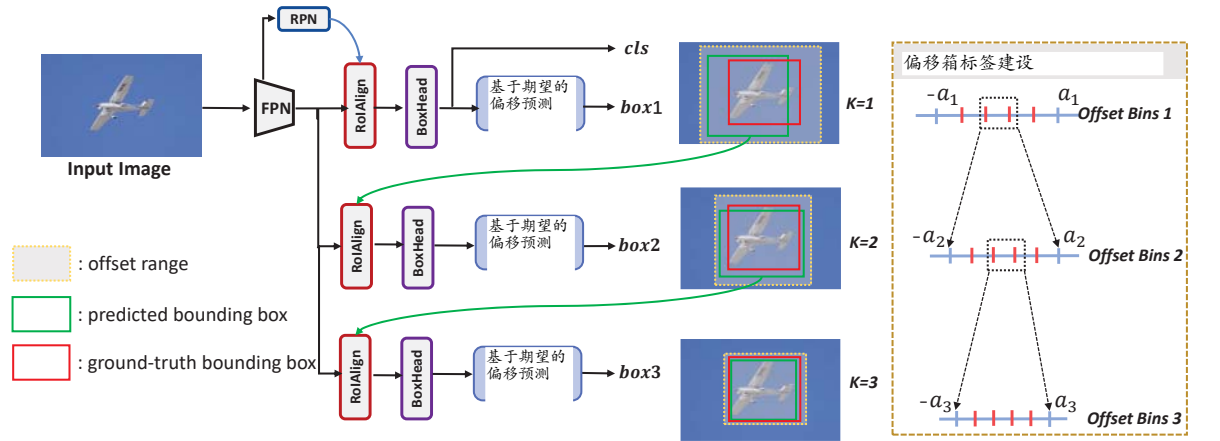 RPN
FPN
RoIAlign
BoxHead
cls
基于期望的
偏移预测
box1
K=1
Input Image
RoIAlign
BoxHead
基于期望的
偏移预测
box2
K=2
: offset range
: predicted bounding box
: ground-truth bounding box
RoIAlign
BoxHead
基于期望的
偏移预测
box3
K=3
偏移箱标签建设
-a₁ a₁
Offset Bins 1
-a₂ a₂
Offset Bins 2
-a₃ a₃
Offset Bins 3